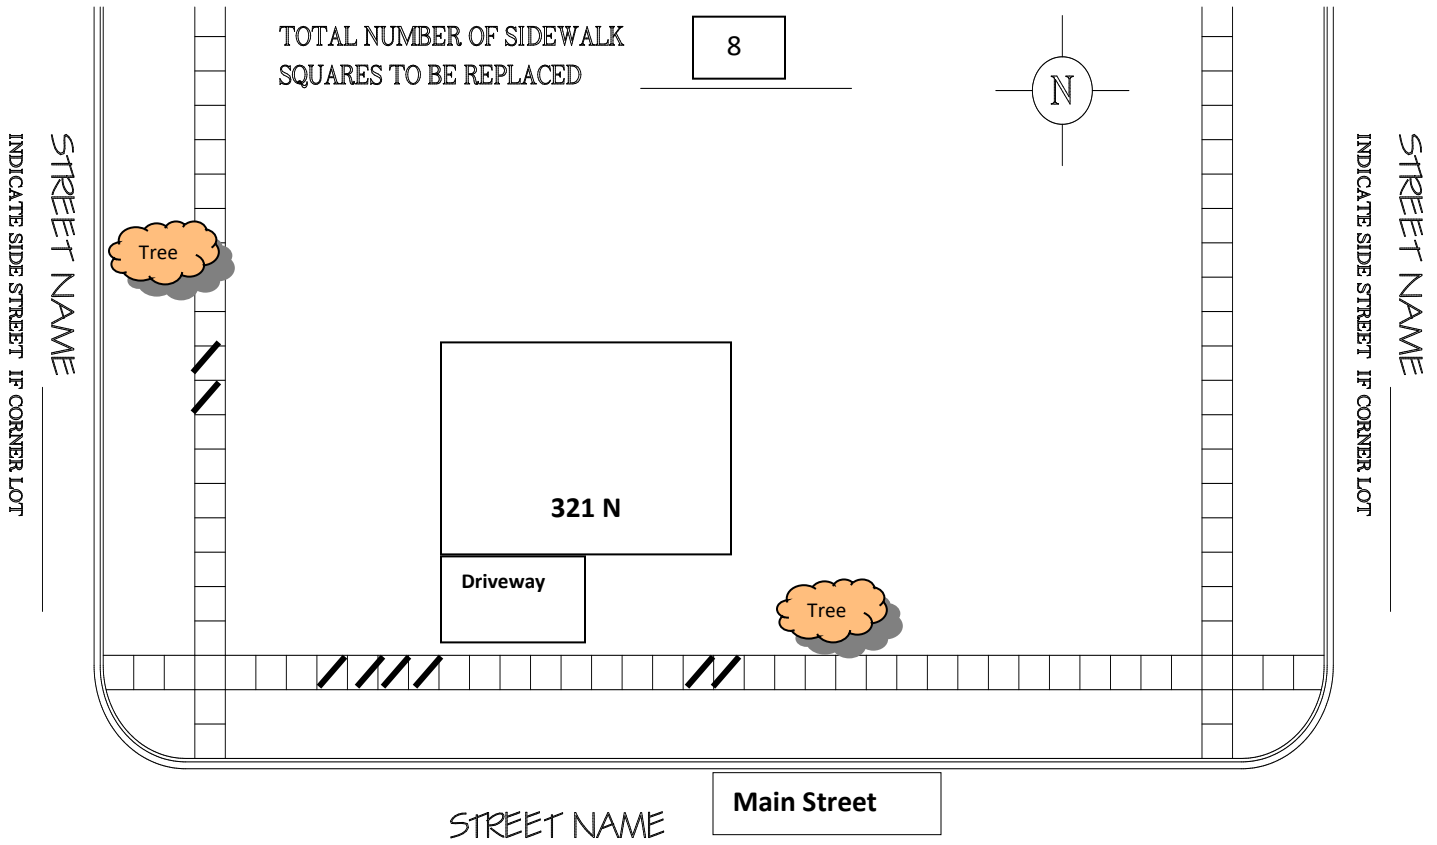 TOTAL NUMBER OF SIDEWALK
SQUARES TO BE REPLACED
8
N
STREET NAME
INDICATE SIDE STREET IF CORNER LOT
STREET NAME
INDICATE SIDE STREET IF CORNER LOT
Tree
321 N
Driveway
Tree
STREET NAME
Main Street